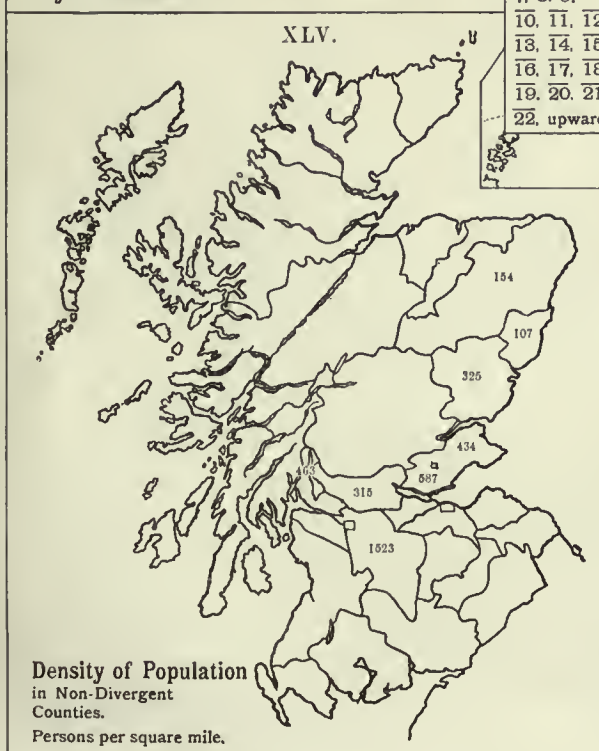 10, 11, 12
13, 14, 15
16, 17, 18
19. 20. 21
22, upward
XLV.
154
107
325
434
587
463
315
1523
Density of Population
in Non-Divergent
Counties.
Persons per square mile.